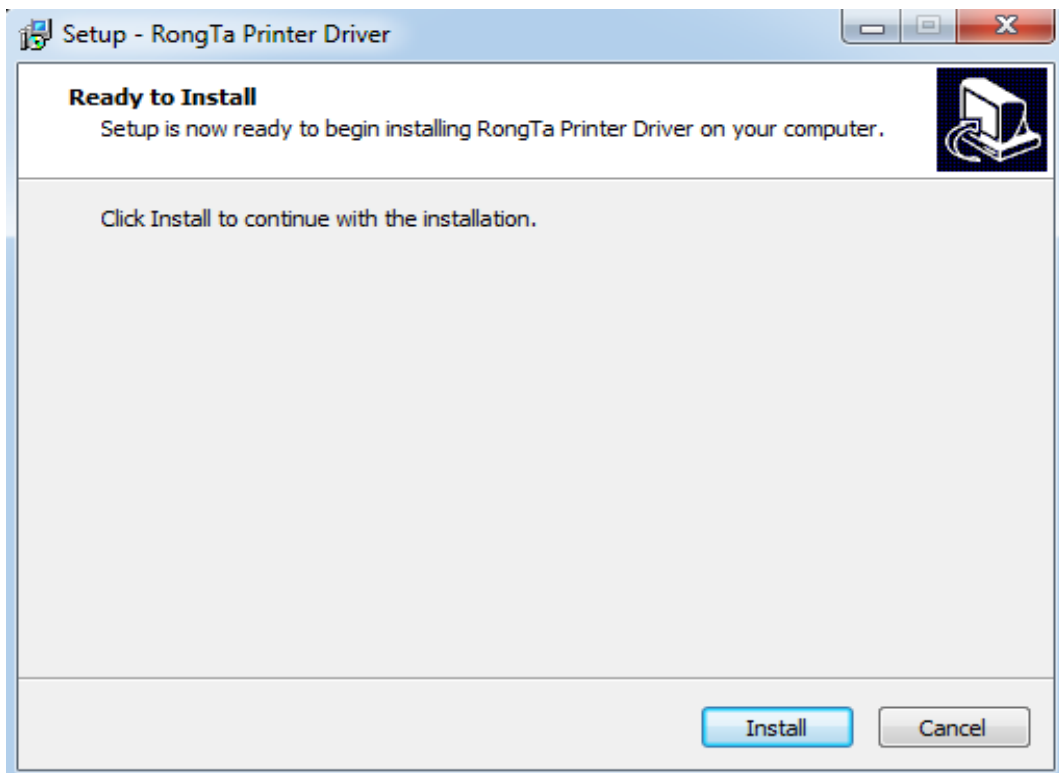 Setup - RongTa Printer Driver
Ready to Install
Setup is now ready to begin installing RongTa Printer Driver on your computer.
Click Install to continue with the installation.
Install
Cancel